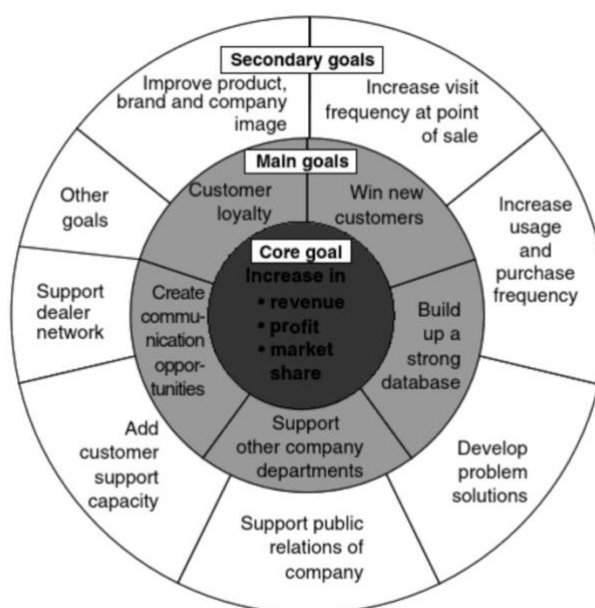 Secondary goals
Improve product,
brand and company
image
Increase visit
frequency at point
of sale
Increase
usage
and
purchase
frequency
Develop
problem
solutions
Support public
relations of
company
Add
customer
support
capacity
Support
dealer
network
Other
goals
Main goals
Customer
loyalty
Win new
customers
Build
up a
strong
database
Support
other company
departments
Create
commu-
nication
oppor-
tunities
Core goal
Increase in
• revenue
• profit
• market
share